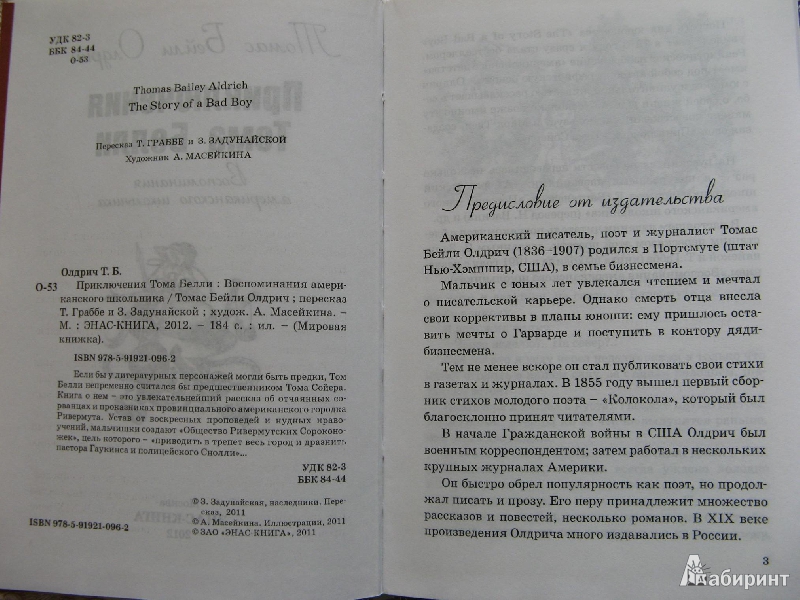 УДК 82-3
ББК 84-44
О-53
Thomas Bailey Aldrich
The Story of a Bad Boy
Пересказ Т. ГРАББЕ и З. ЗАДУНАЙСКОЙ
Художник А. МАСЕЙКИНА
Олдрич Т. Б.
О-53 Приключения Тома Белли : Воспоминания амери-
канского школьника / Томас Бейли Олдрич ; пересказ
Т. Граббе и З. Задунайской ; худож. А. Масейкина. –
М. : ЭНАС-КНИГА, 2012. – 184 с. : ил. – (Мировая
книжка).
ISBN 978-5-91921-096-2
Если бы у литературных персонажей могли быть предки, Том
Белли непременно считался бы предшественником Тома Сойера.
Книга о нем – это увлекательнейший рассказ об отчаянных со-
рванцах и проказниках провинциального американского городка
Ривермута. Устав от воскресных проповедей и нудных нраво-
учений, мальчишки создают «Общество Ривермутских Сороконо-
жек», цель которого – «приводить в трепет весь город и дразнить
пастора Гаукинса и полицейского Снолли»...
УДК 82-3
ББК 84-44
© З. Задунайская, наследники. Пере-
сказ, 2011
© А. Масейкина. Иллюстрации, 2011
ISBN 978-5-91921-096-2 © ЗАО «ЭНАС-КНИГА», 2011
Предисловие от издательства
Американский писатель, поэт и журналист Томас
Бейли Олдрич (1836–1907) родился в Портсмуте (штат
Нью-Хэмпшир, США), в семье бизнесмена.
Мальчик с юных лет увлекался чтением и мечтал
о писательской карьере. Однако смерть отца внесла
свои коррективы в планы юноши: ему пришлось оста-
вить мечты о Гарварде и поступить в контору дяди-
бизнесмена.
Тем не менее вскоре он стал публиковать свои стихи
в газетах и журналах. В 1855 году вышел первый сбор-
ник стихов молодого поэта – «Колокола», который был
благосклонно принят читателями.
В начале Гражданской войны в США Олдрич был
военным корреспондентом; затем работал в нескольких
крупных журналах Америки.
Он быстро обрел популярность как поэт, но продол-
жал писать и прозу. Его перу принадлежит множество
рассказов и повестей, несколько романов. В XIX веке
произведения Олдрича много издавались в России.
3
Лабиринт